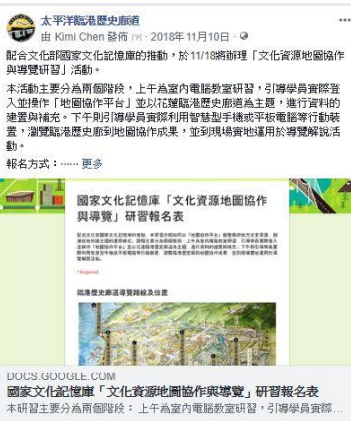 太平洋臨港歷史廊道
由 Kimi Chen 發佈 [?] · 2018年11月10日 ·
配合文化部國家文化記憶庫的推動，於11/18將辦理「文化資源地圖協作
與導覽研習」活動。
本活動主要分為兩個階段，上午為室內電腦教室研習，引導學員實際登
入並操作「地圖協作平台」並以花蓮臨港歷史廊道為主題，進行資料的
建置與補充。下午則引導學員實際利用智慧型手機或平板電腦等行動裝
置，瀏覽臨港歷史廊到地圖協作成果，並到現場實地運用於導覽解說活
動。
報名方式：⋯⋯ 更多
國家文化記憶庫「文化資源地圖協作
與導覽」研習報名表
* Required
臨港歷史廊道導覽路線及位置
DOCS.GOOGLE.COM
國家文化記憶庫「文化資源地圖協作與導覽」研習報名表
本研習主要分為兩個階段： 上午為室內電腦教室研習，引導學員實際...